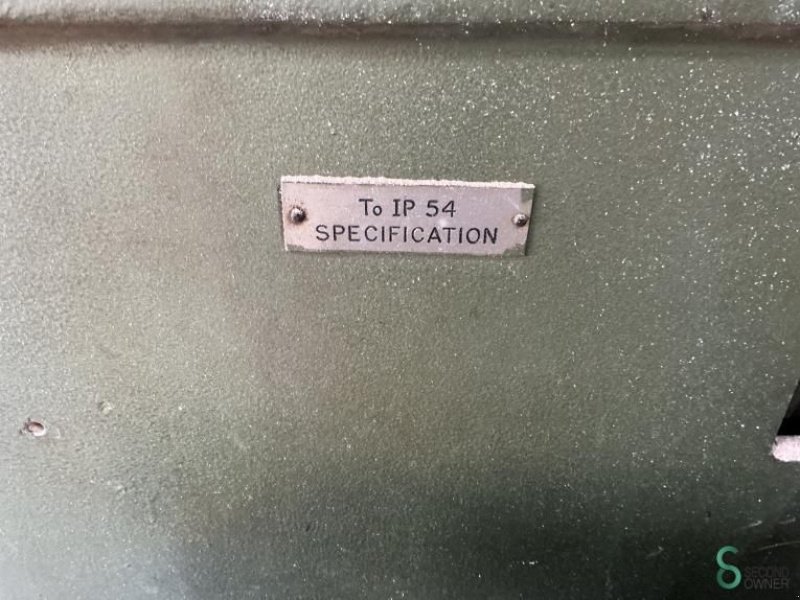 To IP 54
SPECIFICATION
SECOND
OWNER